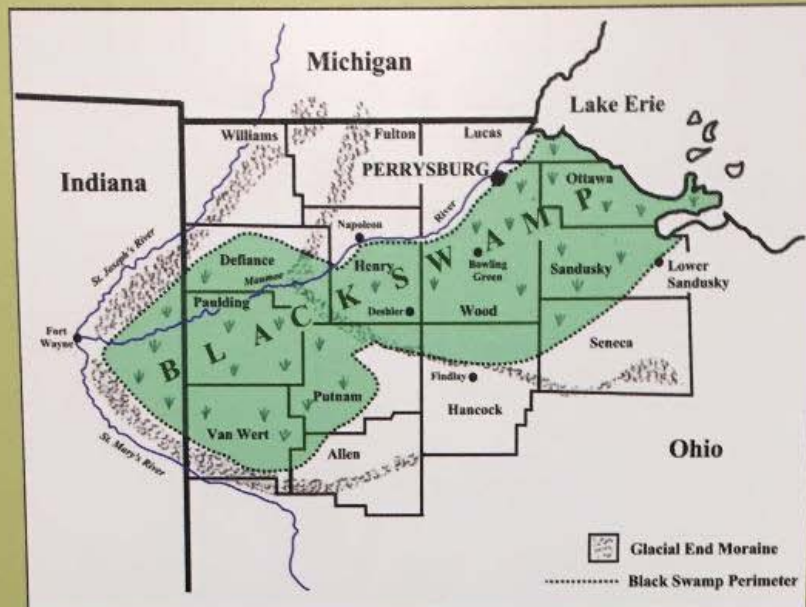 Michigan
Lake Erie
Williams
Fulton
Lucas
PERRYSBURG
Indiana
Ottawa
River
Napoleon
St. Joseph's River
Defiance
Maumee
Henry
Bowling
Green
Sandusky
Lower
Sandusky
Paulding
Deshler
Wood
BLACK SWAMP
Fort
Wayne
Seneca
Findlay
Putnam
Hancock
Van Wert
Allen
St. Mary's River
Ohio
Glacial End Moraine
Black Swamp Perimeter